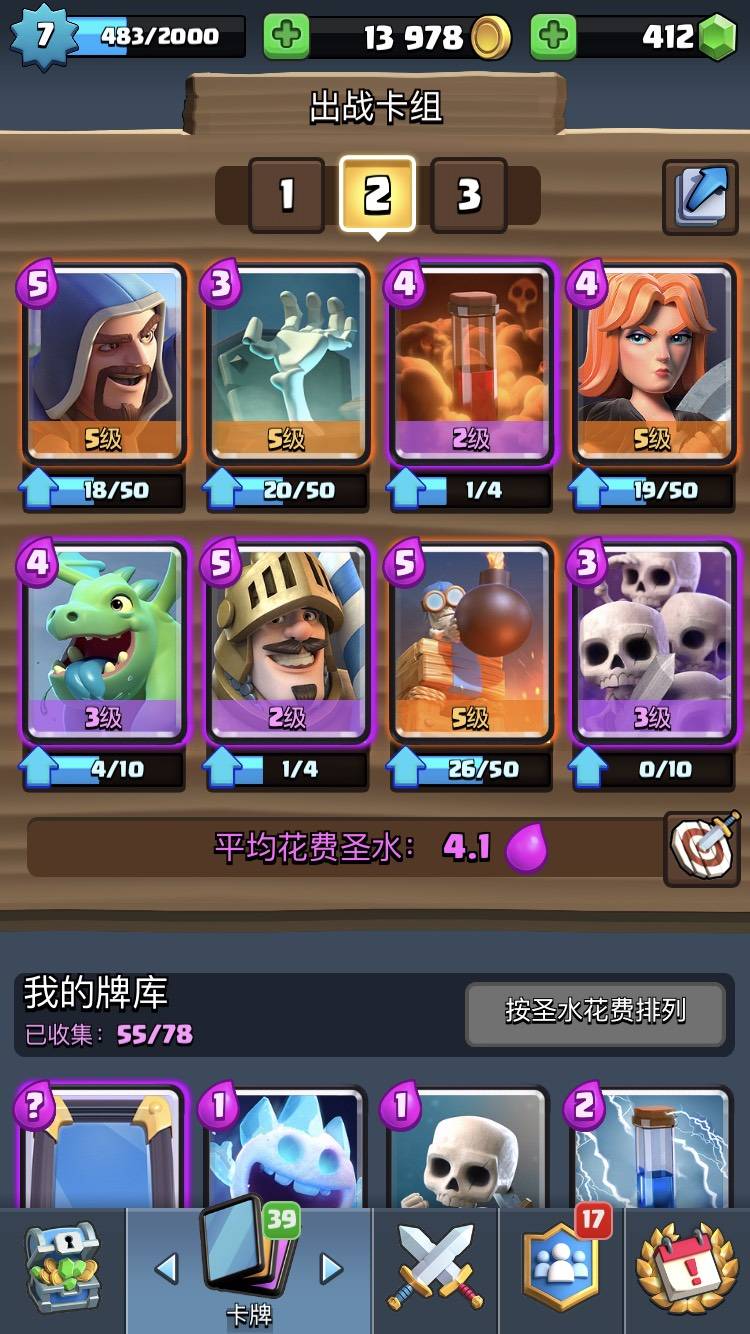 7 483/2000 13 978 412
出战卡组
1 2 3
5 3 4 4
5级 5级 2级 5级
18/50 20/50 1/4 19/50
4 5 5 3
3级 2级 5级 3级
4/10 1/4 26/50 0/10
平均花费圣水: 4.1
我的牌库
已收集: 55/78
按圣水花费排列
? 1 1 2
39 17
卡牌